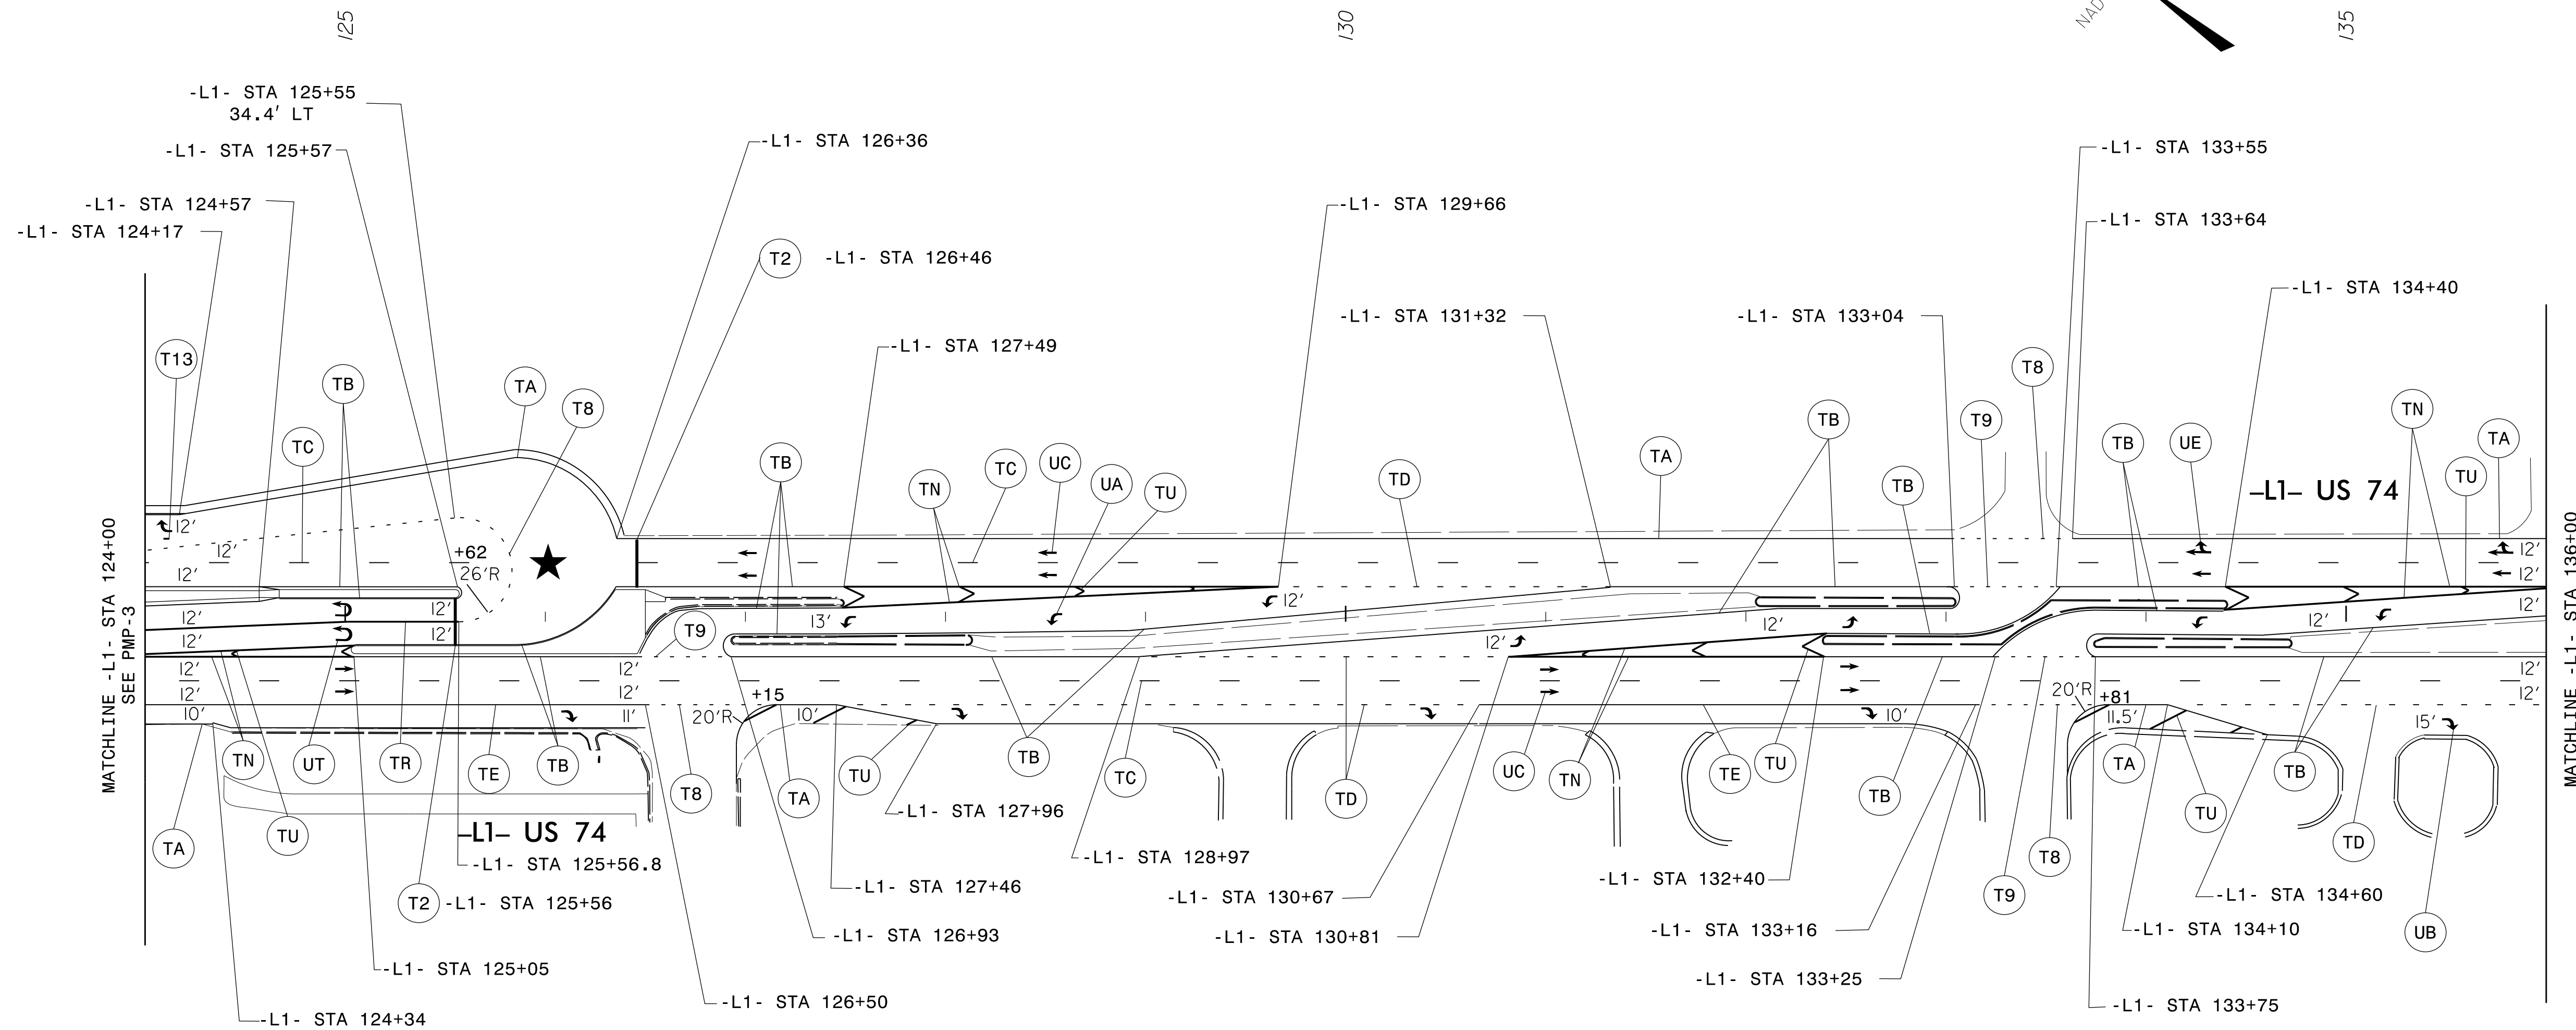 125
130
135
NAD
-L1- STA 125+55
34.4' LT
-L1- STA 125+57
-L1- STA 124+57
-L1- STA 124+17
-L1- STA 126+36
T2 -L1- STA 126+46
-L1- STA 127+49
-L1- STA 129+66
-L1- STA 131+32
-L1- STA 133+04
-L1- STA 133+55
-L1- STA 133+64
-L1- STA 134+40
T13
TB
TC
TA
T8
TB
TN
TC
UC
UA
TU
TD
TA
TB
TB
T9
T8
TB
UE
TN
TU
TA
-L1- US 74
MATCHLINE -L1- STA 124+00
SEE PMP-3
MATCHLINE -L1- STA 136+00
12'
12'
12'
+62
26'R
12'
12'
12'
12'
12'
12'
10'
12'
12'
11'
T9
13'
12'
+15
20'R
10'
12'
12'
10'
20'R
+81
11.5'
12'
12'
12'
12'
12'
12'
12'
15'
TN
UT
TR
TE
TB
T8
TA
TU
TB
TC
TD
UC
TN
TE
TU
TB
TA
TU
TB
TD
TA
TU
-L1- US 74
-L1- STA 125+56.8
T2 -L1- STA 125+56
-L1- STA 127+96
-L1- STA 128+97
-L1- STA 127+46
-L1- STA 130+67
-L1- STA 132+40
T9
T8
-L1- STA 134+60
-L1- STA 126+93
-L1- STA 130+81
-L1- STA 133+16
-L1- STA 134+10
UB
-L1- STA 125+05
-L1- STA 133+25
-L1- STA 126+50
-L1- STA 133+75
-L1- STA 124+34